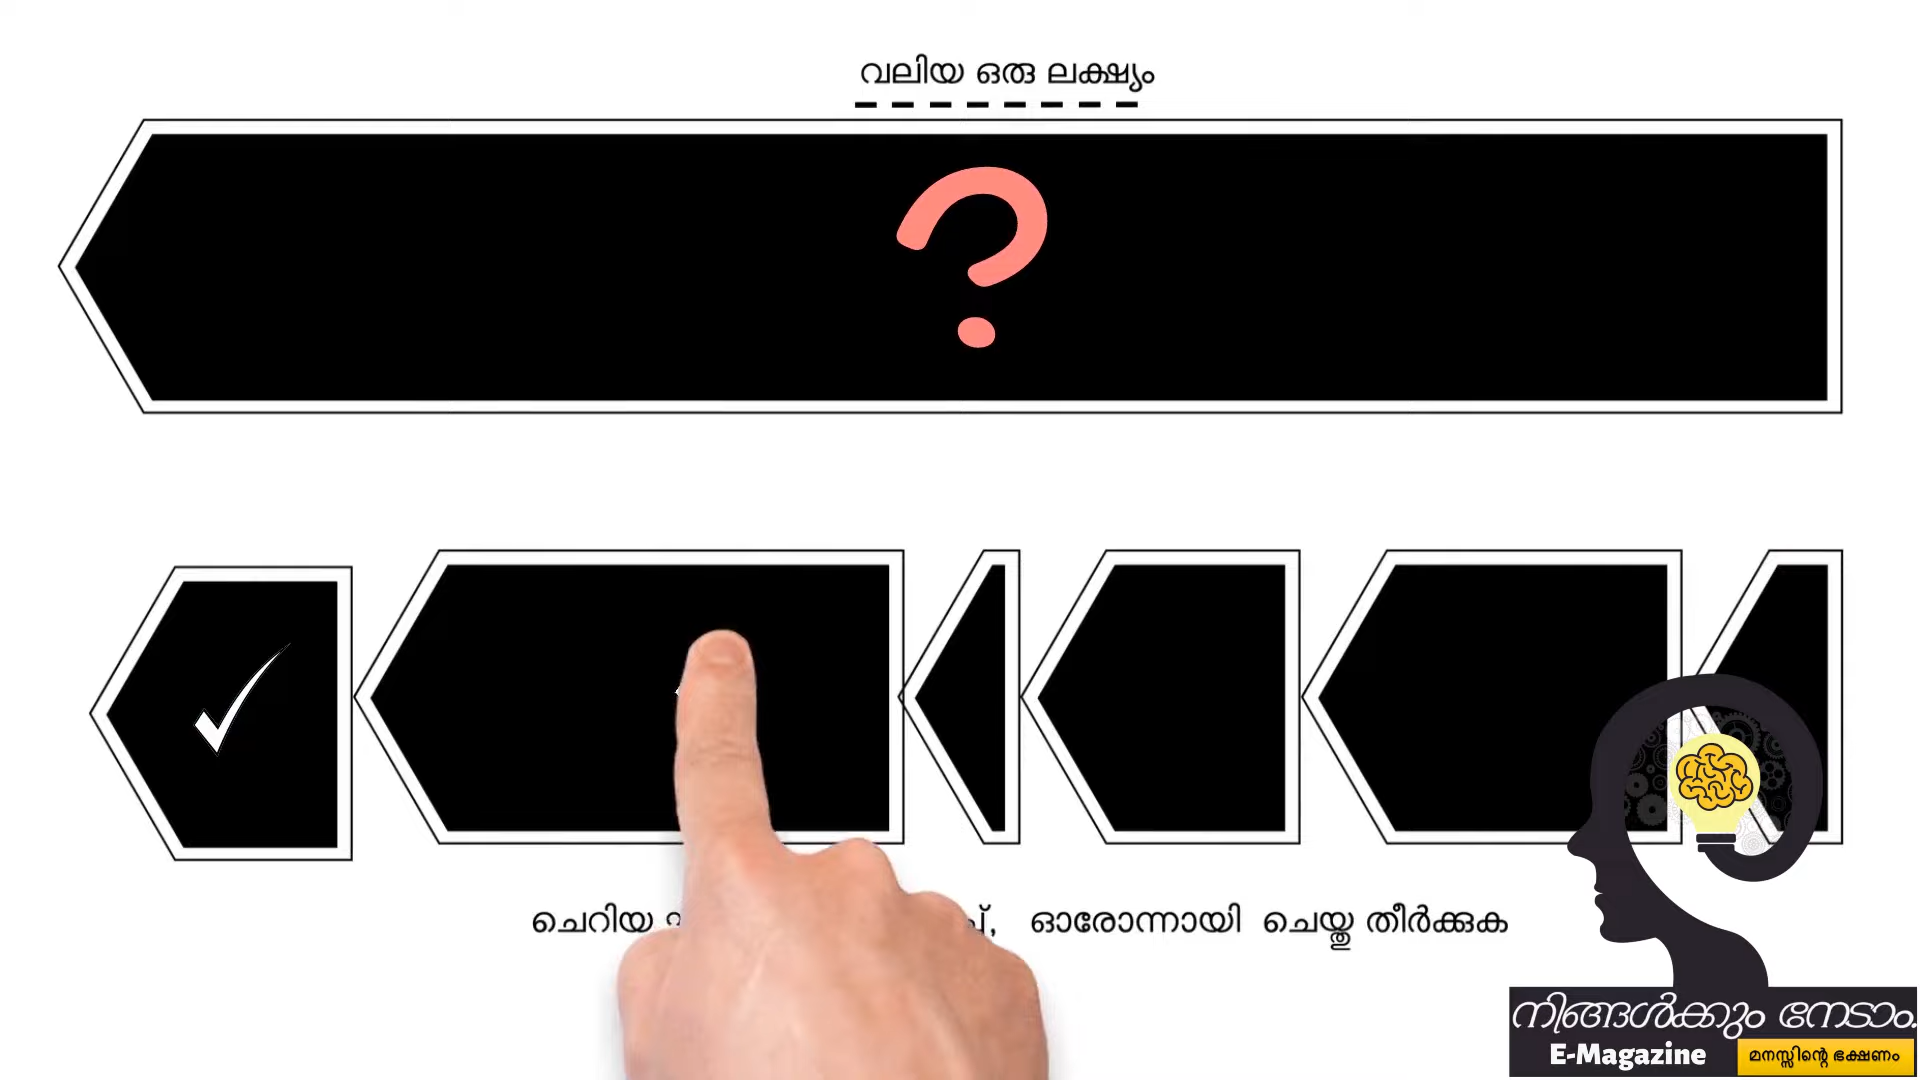 വലിയ ഒരു ലക്ഷ്യം
?
ചെറിയ ഓരോന്നായി ചെയ്തു തീർക്കുക
നിങ്ങൾക്കും നേടാം.
E-Magazine
മനസ്സിന്റെ ഭക്ഷണം